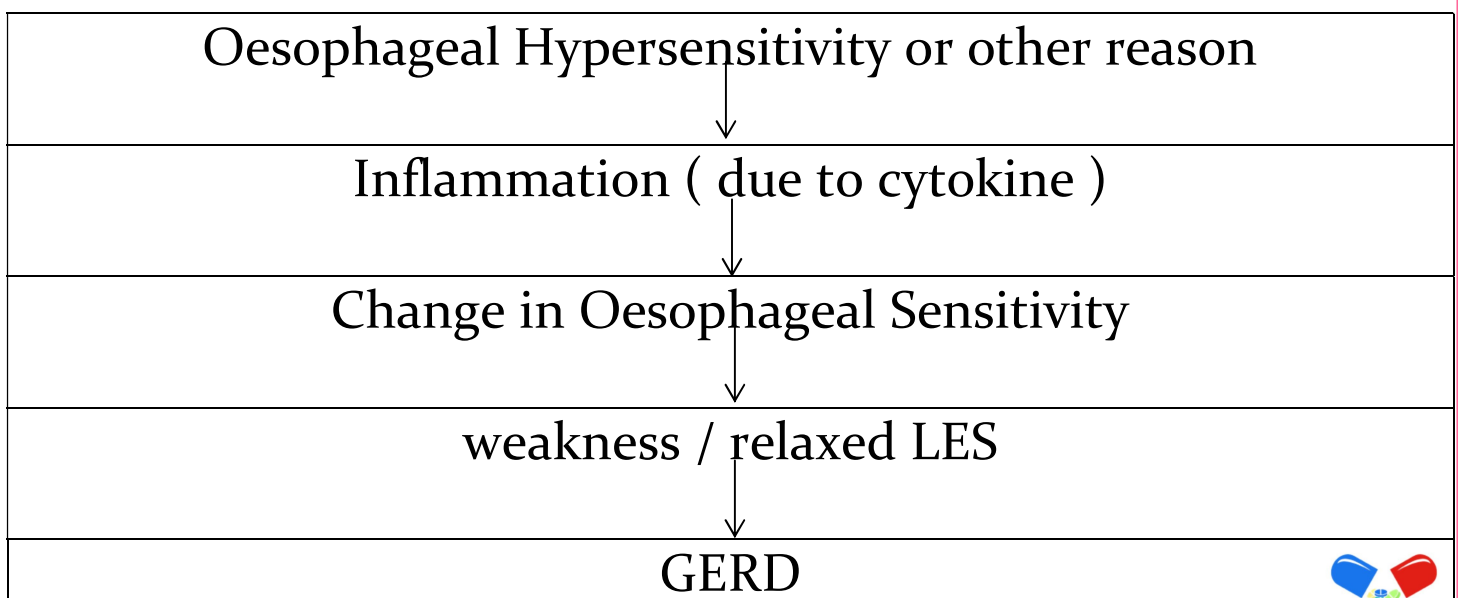 Oesophageal Hypersensitivity or other reason
Inflammation ( due to cytokine )
Change in Oesophageal Sensitivity
weakness / relaxed LES
GERD